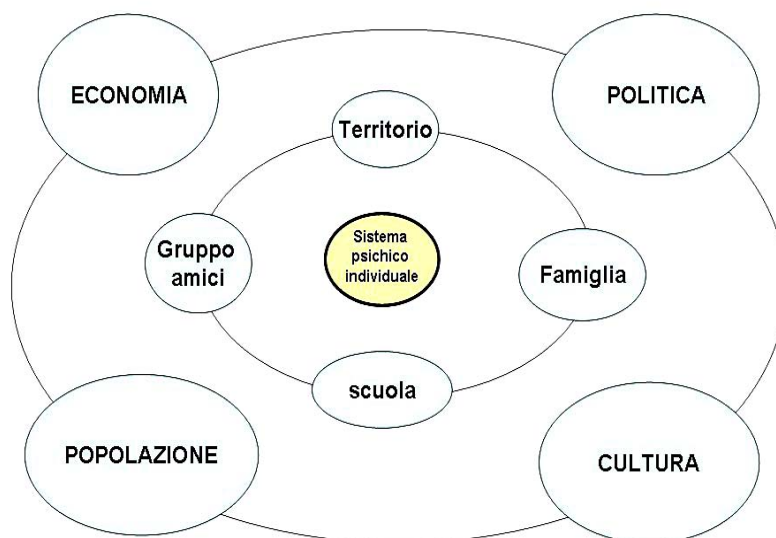 ECONOMIA
POLITICA
Territorio
Gruppo
amici
Sistema
psichico
individuale
Famiglia
scuola
POPOLAZIONE
CULTURA